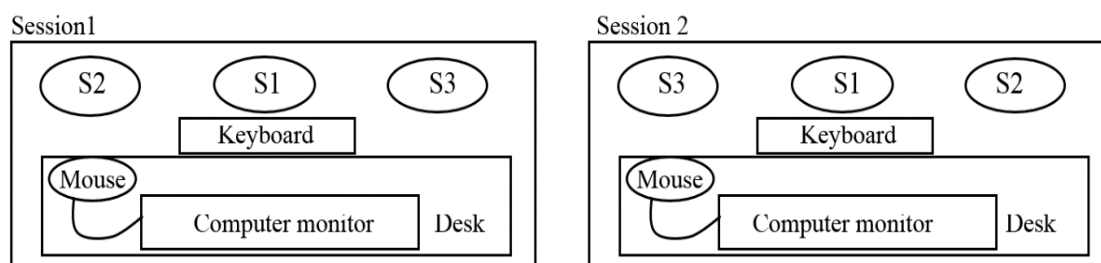 Session1
S2 S1 S3
Keyboard
Mouse
Computer monitor Desk
Session 2
S3 S1 S2
Keyboard
Mouse
Computer monitor Desk